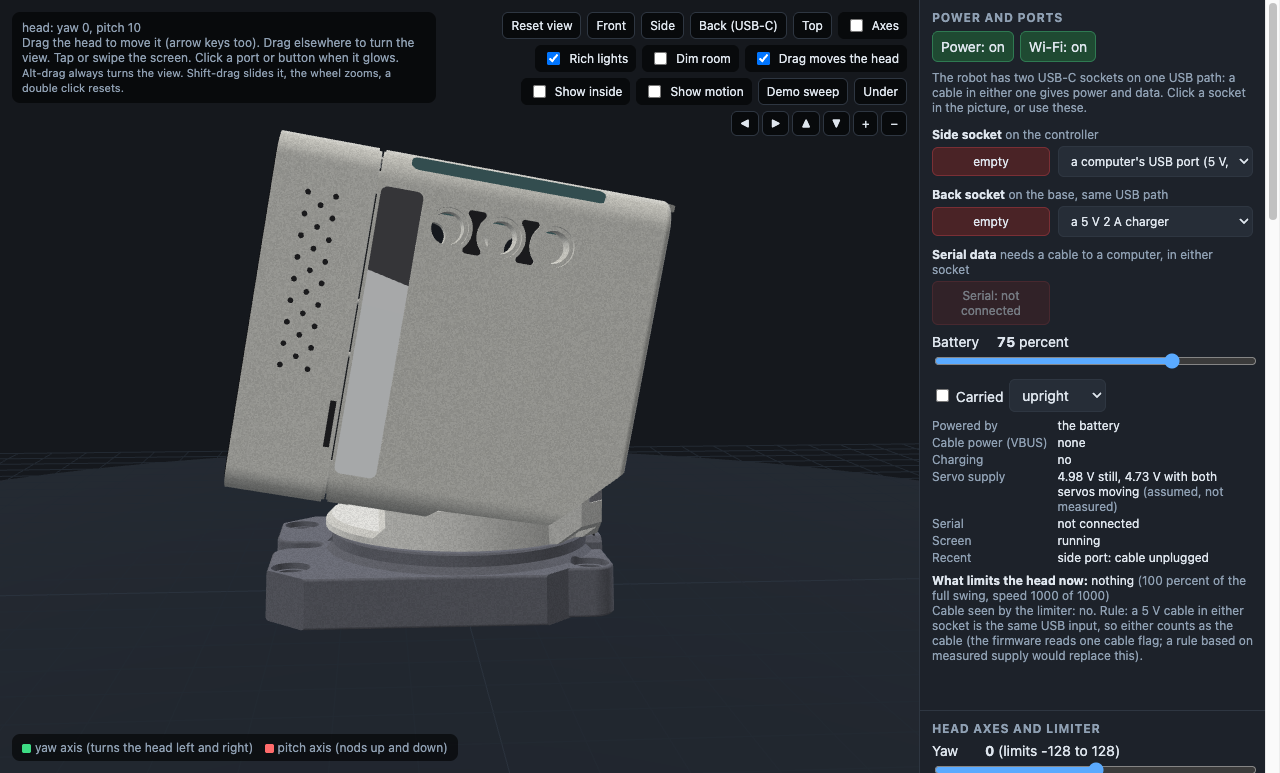 head: yaw 0, pitch 10
Drag the head to move it (arrow keys too). Drag elsewhere to turn the
view. Tap or swipe the screen. Click a port or button when it glows.
Alt-drag always turns the view. Shift-drag slides it, the wheel zooms, a
double click resets.
Reset view
Front
Side
Back (USB-C)
Top
Axes
Rich lights
Dim room
Drag moves the head
Show inside
Show motion
Demo sweep
Under
◄
►
▲
▼
+
−
yaw axis (turns the head left and right)
pitch axis (nods up and down)
POWER AND PORTS
Power: on
Wi-Fi: on
The robot has two USB-C sockets on one USB path: a
cable in either one gives power and data. Click a socket
in the picture, or use these.
Side socket on the controller
empty
a computer's USB port (5 V,
Back socket on the base, same USB path
empty
a 5 V 2 A charger
Serial data needs a cable to a computer, in either
socket
Serial: not
connected
Battery 75 percent
Carried
upright
Powered by the battery
Cable power (VBUS) none
Charging no
Servo supply 4.98 V still, 4.73 V with both
servos moving (assumed, not
measured)
Serial not connected
Screen running
Recent side port: cable unplugged
What limits the head now: nothing (100 percent of the
full swing, speed 1000 of 1000)
Cable seen by the limiter: no. Rule: a 5 V cable in either
socket is the same USB input, so either counts as the
cable (the firmware reads one cable flag; a rule based on
measured supply would replace this).
HEAD AXES AND LIMITER
Yaw 0 (limits -128 to 128)